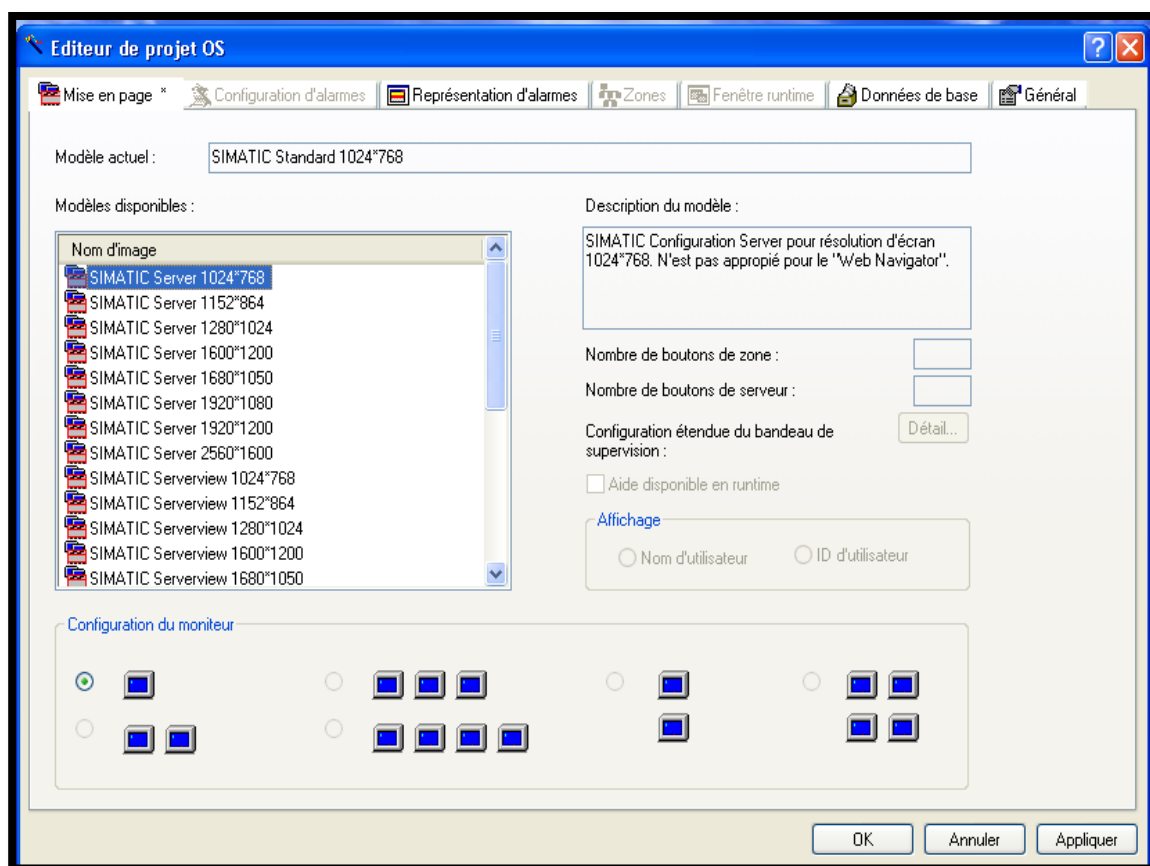 Editeur de projet OS
Mise en page * Configuration d'alarmes Représentation d'alarmes Zones Fenêtre runtime Données de base Général
Modèle actuel : SIMATIC Standard 1024*768
Modèles disponibles :
Nom d'image
SIMATIC Server 1024*768
SIMATIC Server 1152*864
SIMATIC Server 1280*1024
SIMATIC Server 1600*1200
SIMATIC Server 1680*1050
SIMATIC Server 1920*1080
SIMATIC Server 1920*1200
SIMATIC Server 2560*1600
SIMATIC Serverview 1024*768
SIMATIC Serverview 1152*864
SIMATIC Serverview 1280*1024
SIMATIC Serverview 1600*1200
SIMATIC Serverview 1680*1050
Description du modèle :
SIMATIC Configuration Server pour résolution d'écran
1024*768. N'est pas appropié pour le "Web Navigator".
Nombre de boutons de zone :
Nombre de boutons de serveur :
Configuration étendue du bandeau de
supervision :
Détail...
Aide disponible en runtime
Affichage
Nom d'utilisateur ID d'utilisateur
Configuration du moniteur
OK Annuler Appliquer